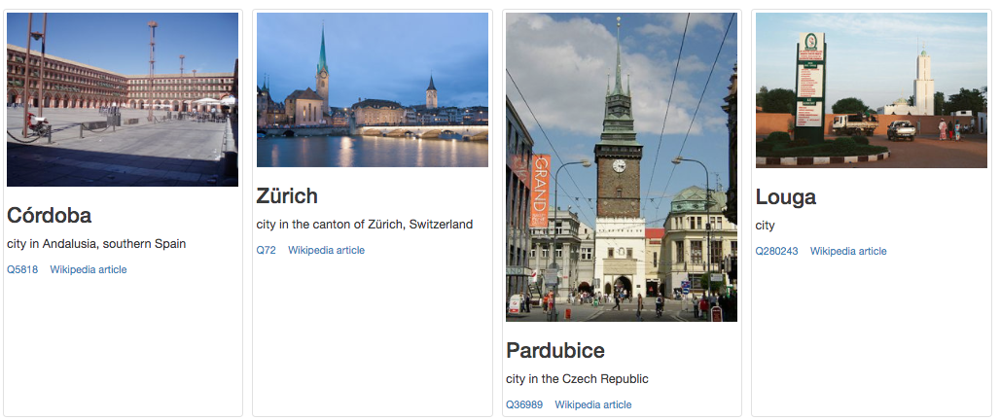 Córdoba
city in Andalusia, southern Spain
Q5818 Wikipedia article
Zürich
city in the canton of Zürich, Switzerland
Q72 Wikipedia article
GRAND
Pardubice
city in the Czech Republic
Q36989 Wikipedia article
Louga
city
Q280243 Wikipedia article